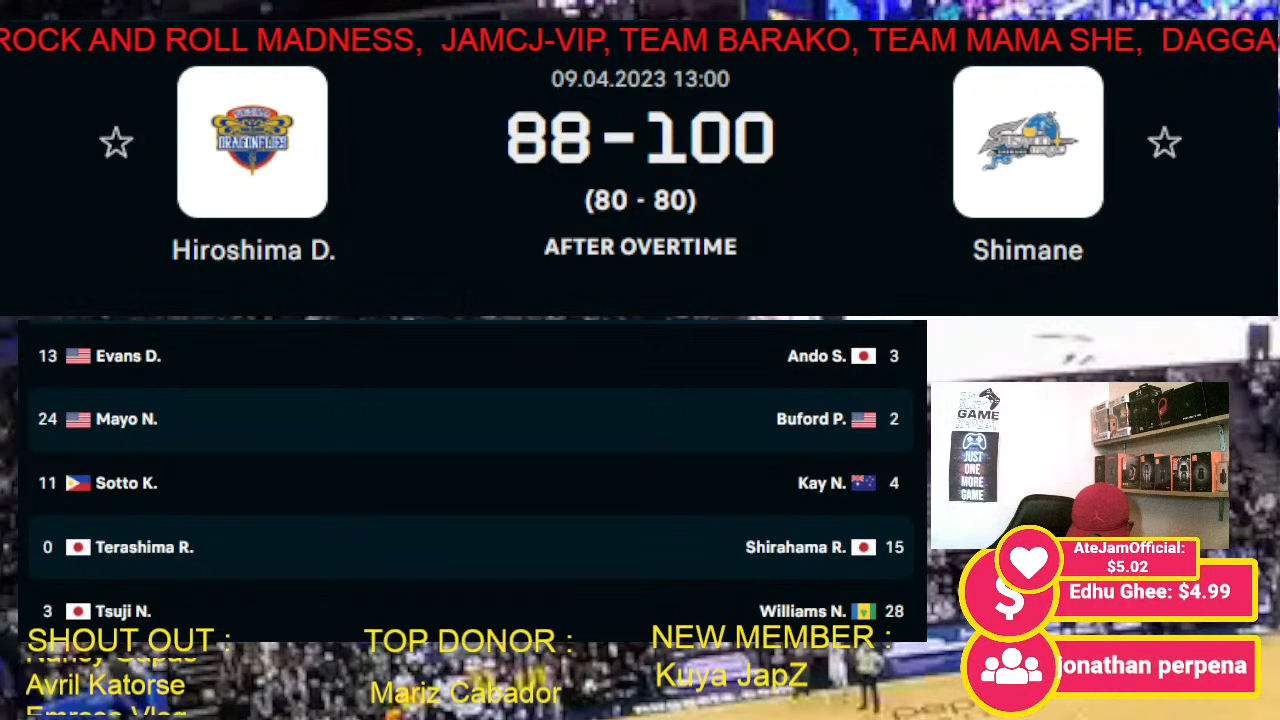 ROCK AND ROLL MADNESS, JAMCJ-VIP, TEAM BARAKO, TEAM MAMA SHE, DAGGA
09.04.2023 13:00
88-100
(80 - 80)
AFTER OVERTIME
DRAGONFLIES
Hiroshima D.
Shimane
13 Evans D.
Ando S. 3
24 Mayo N.
Buford P. 2
11 Sotto K.
Kay N. 4
0 Terashima R.
Shirahama R. 15
3 Tsuji N.
Williams N. 28
GAME
REPEAT
JUST
ONE
MORE
GAME
AteJamOfficial:
$5.02
$
Edhu Ghee: $4.99
jonathan perpena
SHOUT OUT :
Avril Katorse
TOP DONOR :
Mariz Cabador
NEW MEMBER :
Kuya JapZ